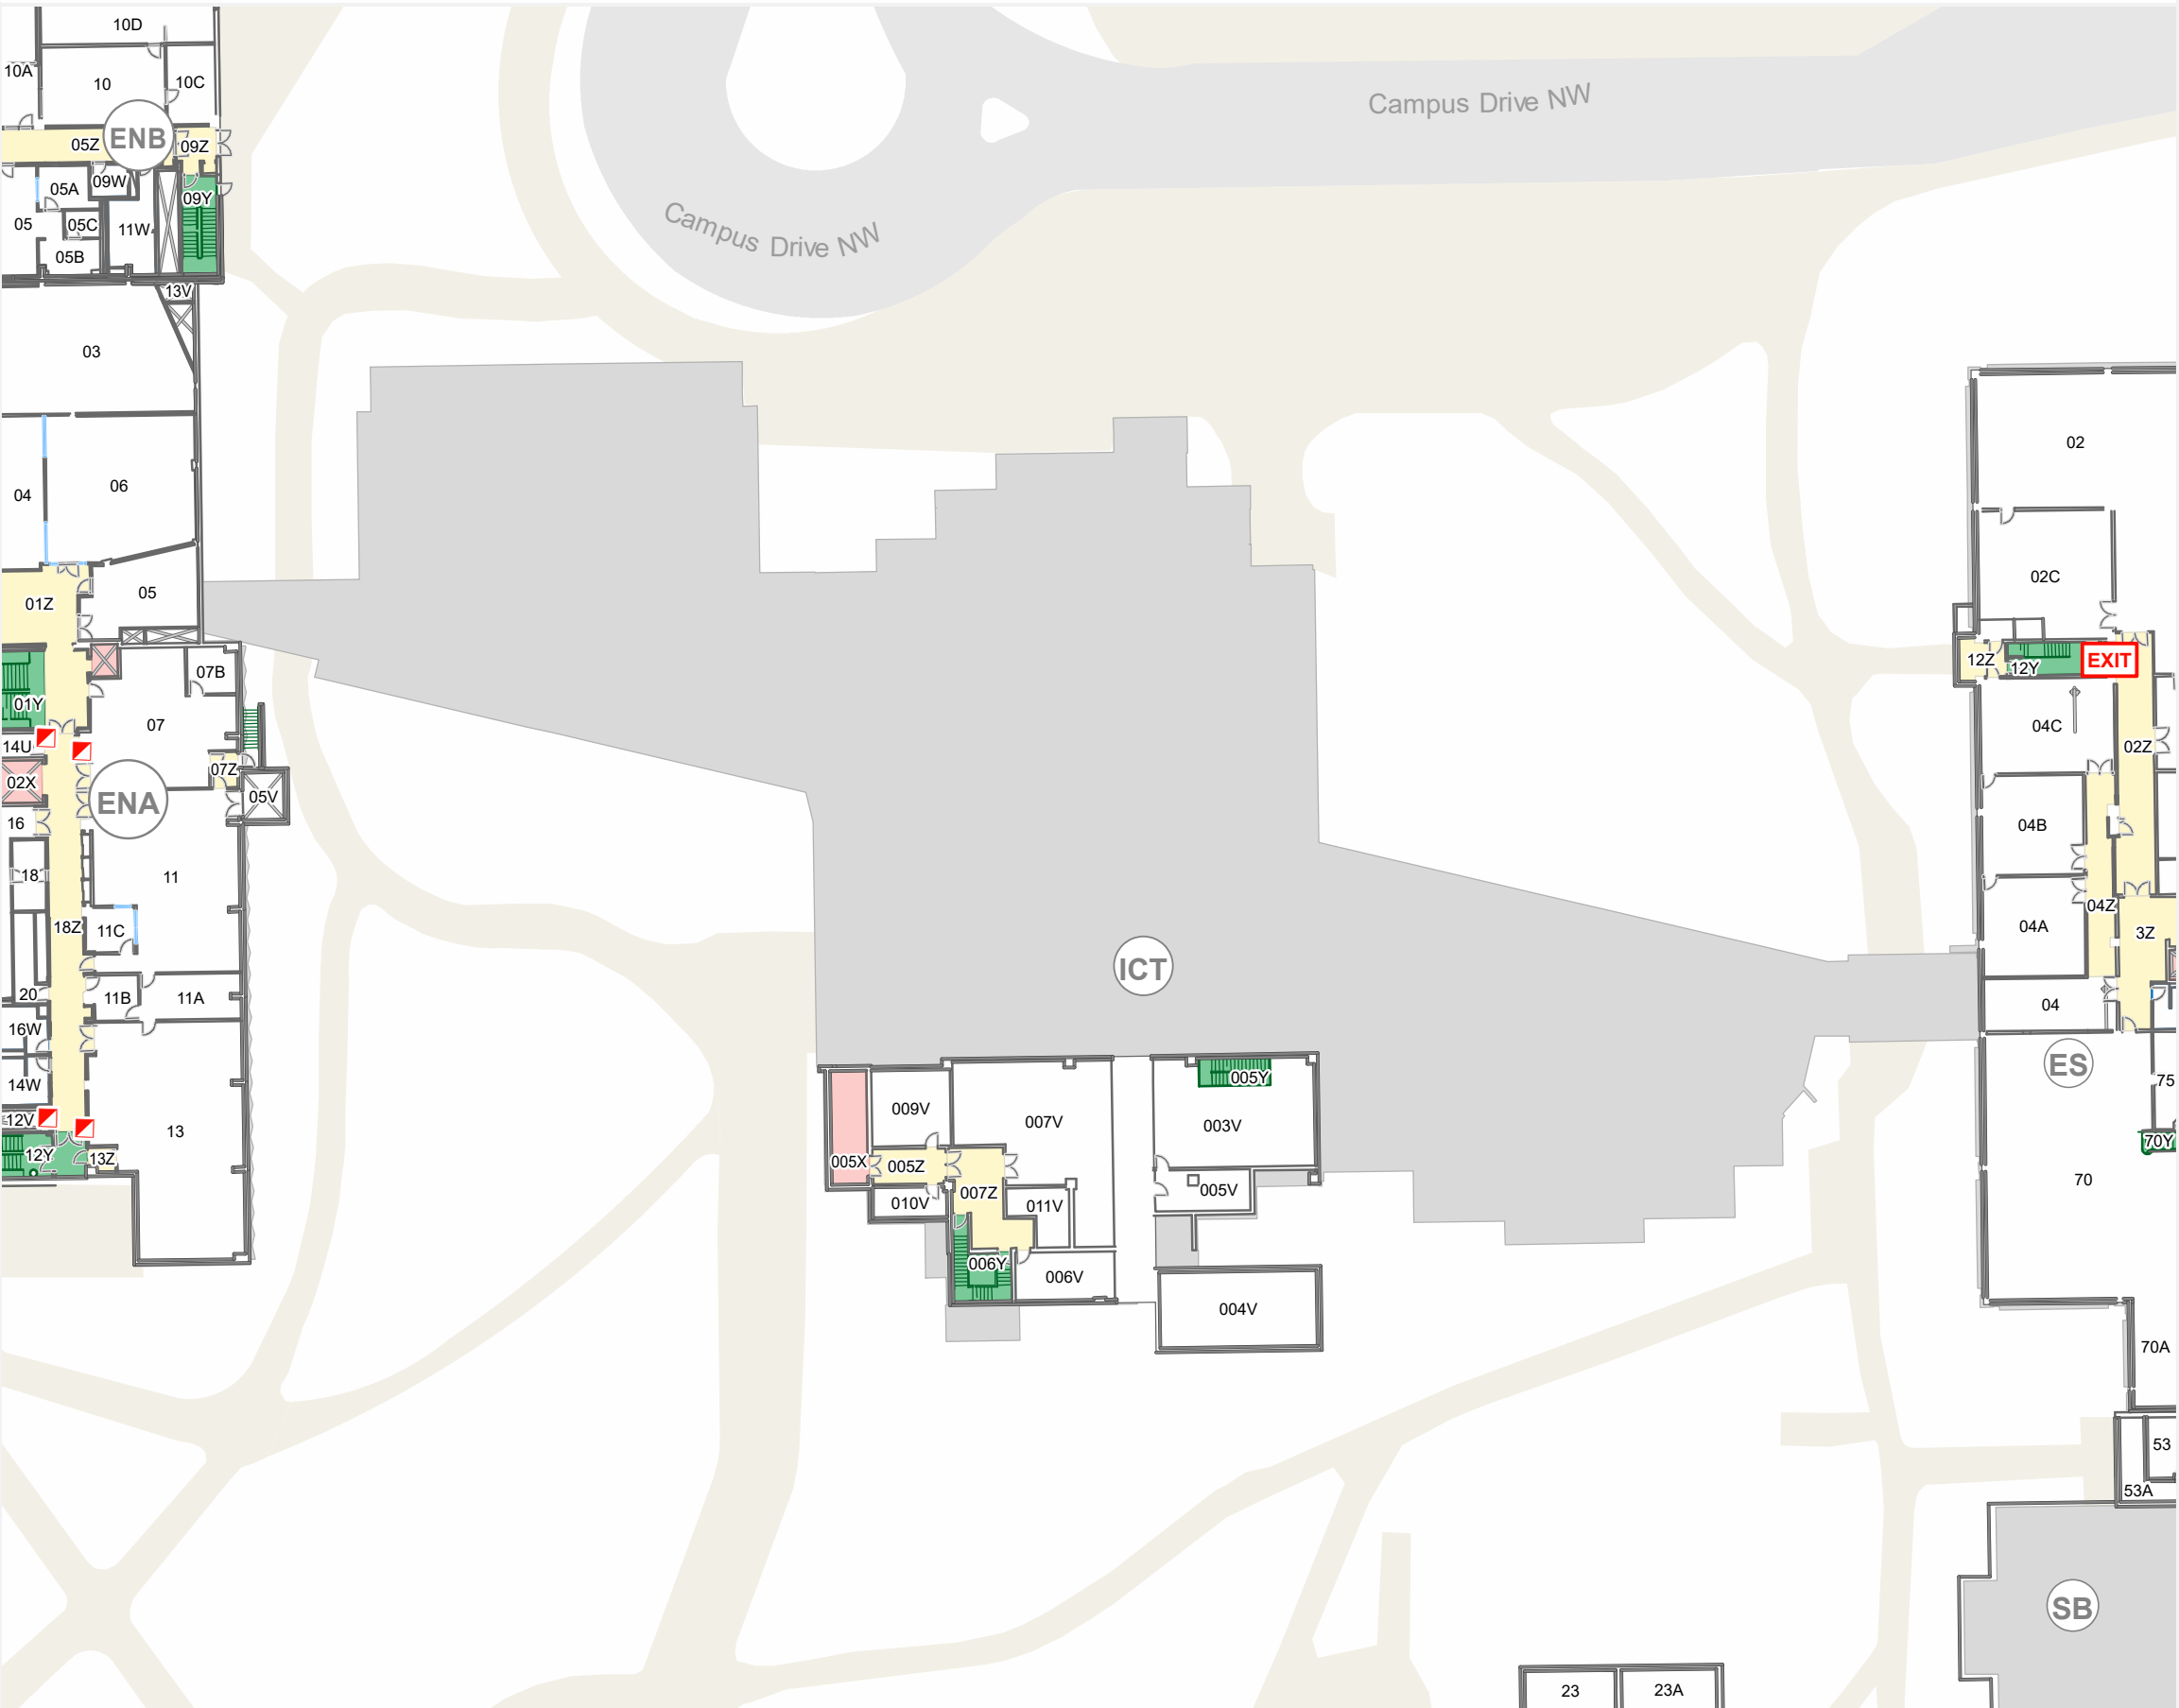 10D
10A
10
10C
ENB
05Z
09Z
09W
05A
09Y
05
05C
11W
05B
13V
03
04
06
01Z
05
07B
01Y
07
14U
02X
07Z
05V
ENA
16
18
11
18Z
11C
20
11B
11A
16W
14W
12V
13
12Y
13Z
Campus Drive NW
Campus Drive NW
ICT
009V
007V
005Y
003V
005X
005Z
007Z
010V
011V
005V
006Y
006V
004V
02
02C
12Z
12Y
EXIT
04C
02Z
04B
04A
04Z
3Z
04
ES
75
70Y
70
70A
53
53A
SB
23
23A